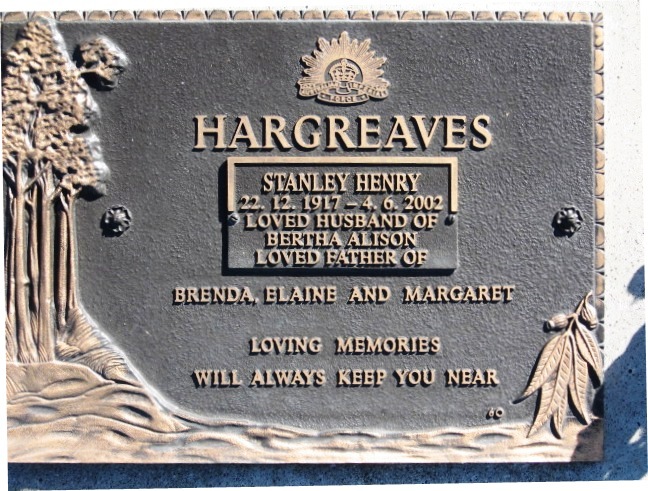 FORCE
HARGREAVES
STANLEY HENRY
22. 12. 1917 – 4. 6. 2002
LOVED HUSBAND OF
BERTHA ALISON
LOVED FATHER OF
BRENDA, ELAINE AND MARGARET
LOVING MEMORIES
WILL ALWAYS KEEP YOU NEAR